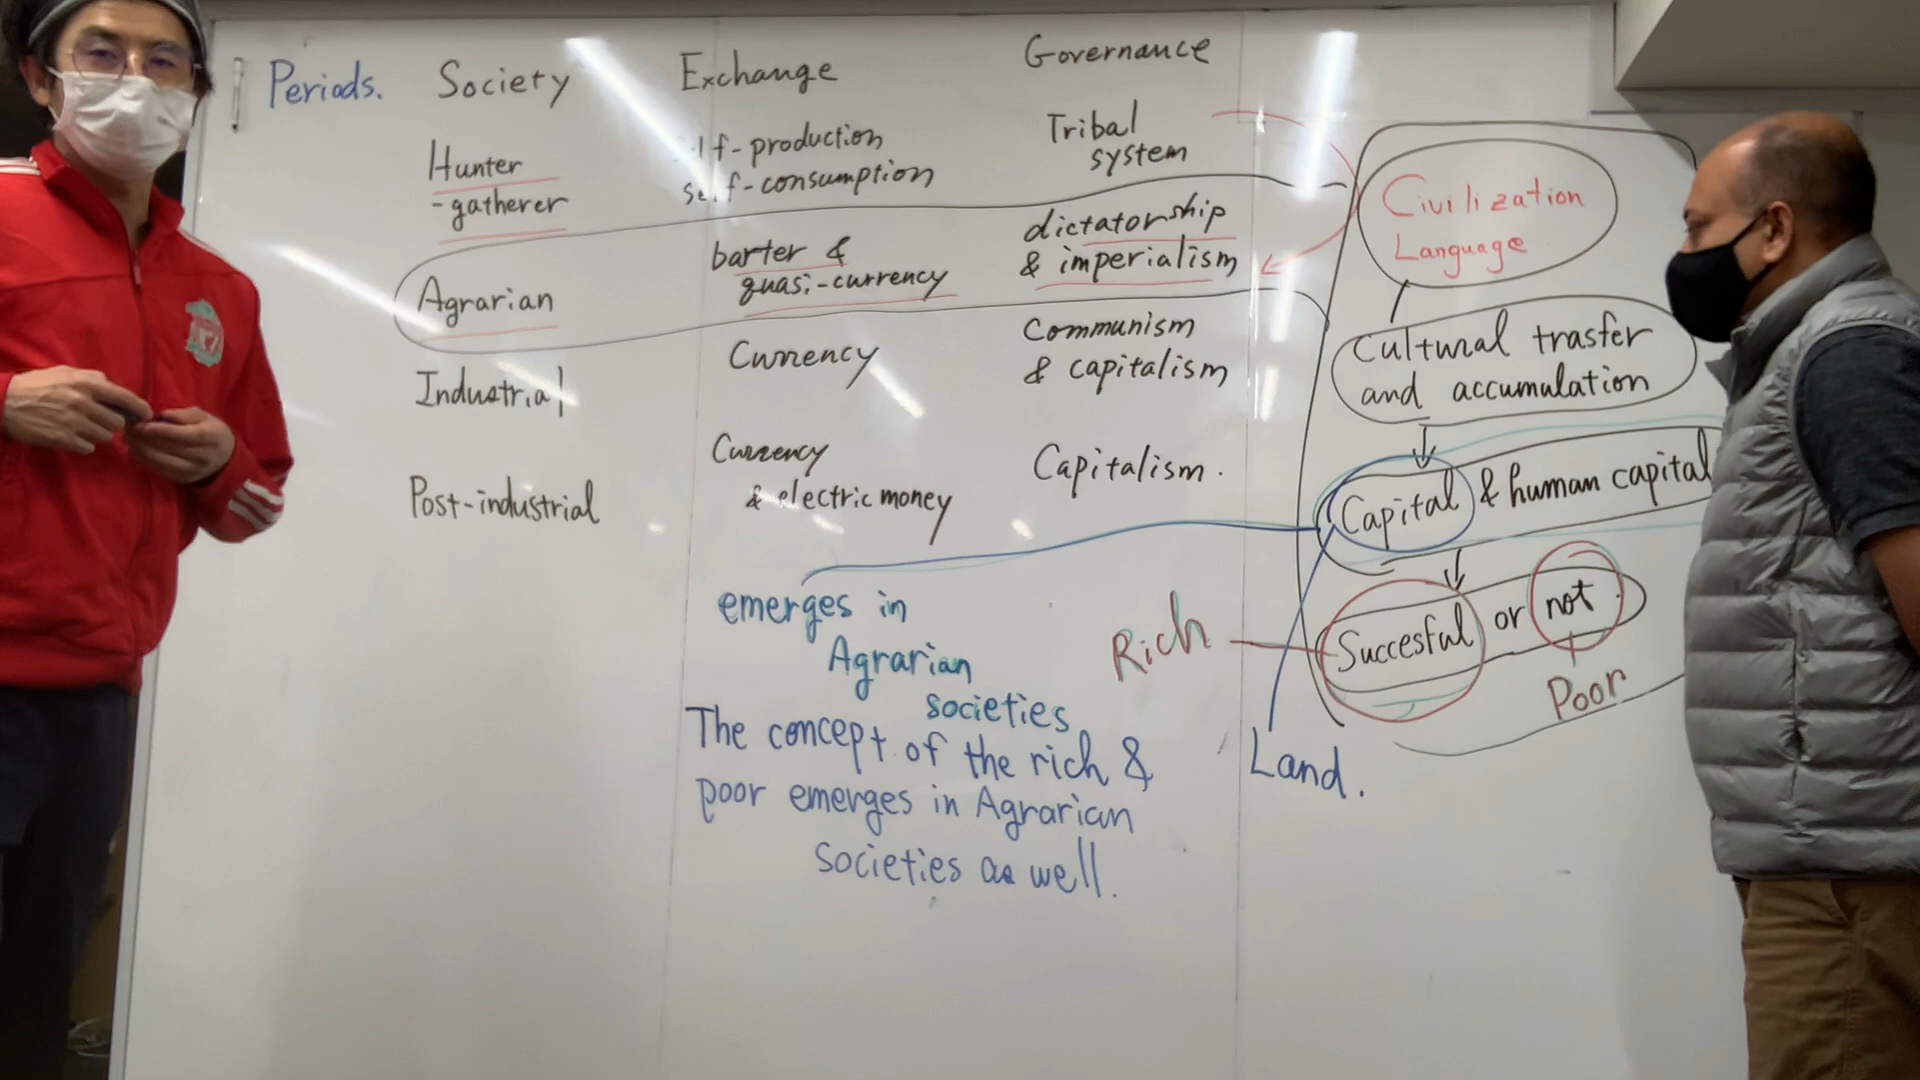 Periods. Society Exchange Governance
Hunter
-gatherer
self-production
self-consumption
Tribal
system
Agrarian
barter &
quasi-currency
dictatorship
& imperialism
Industrial
Currency
Communism
& capitalism
Post-industrial
Currency
& electric money
Capitalism.
Civilization
Language
Cultural trasfer
and accumulation
Capital & human capital
Succesful or not.
Rich
Poor
Land.
emerges in
Agrarian
societies
The concept of the rich &
poor emerges in Agrarian
societies as well.